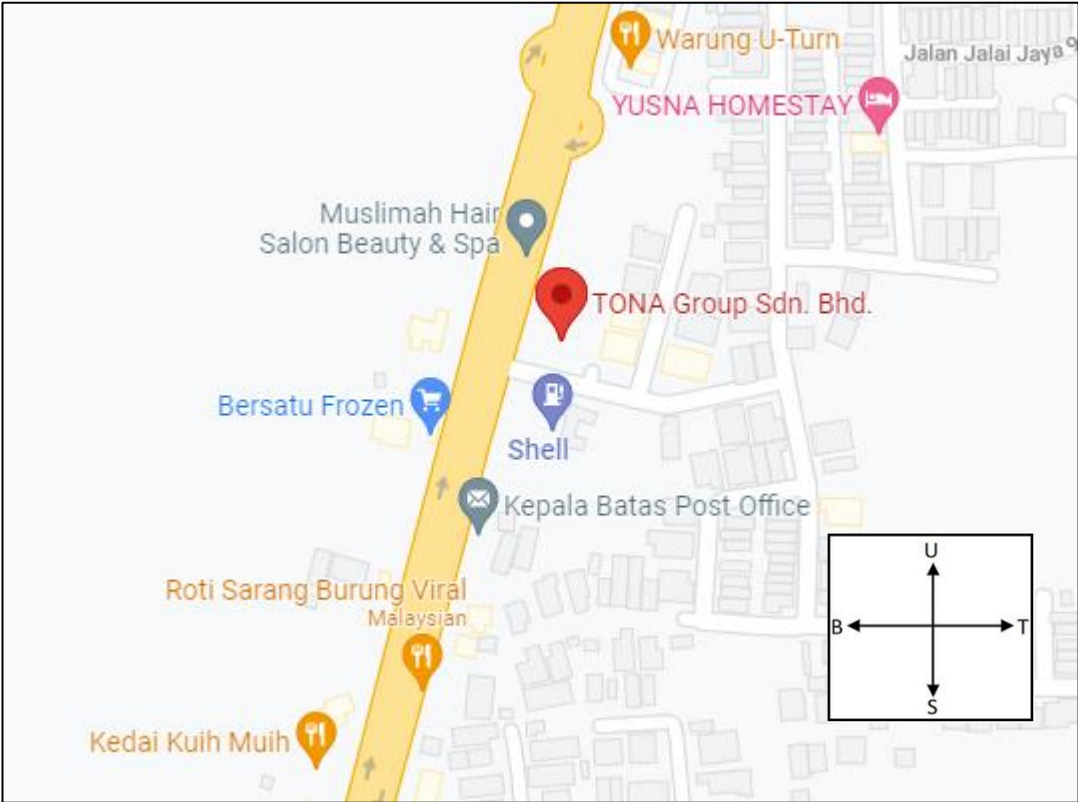 Warung U-Turn
Jalan Jalai Jaya 9
YUSNA HOMESTAY
Muslimah Hair
Salon Beauty & Spa
TONA Group Sdn. Bhd.
Bersatu Frozen
Shell
Kepala Batas Post Office
Roti Sarang Burung Viral
Malaysian
Kedai Kuih Muih
U
B
T
S